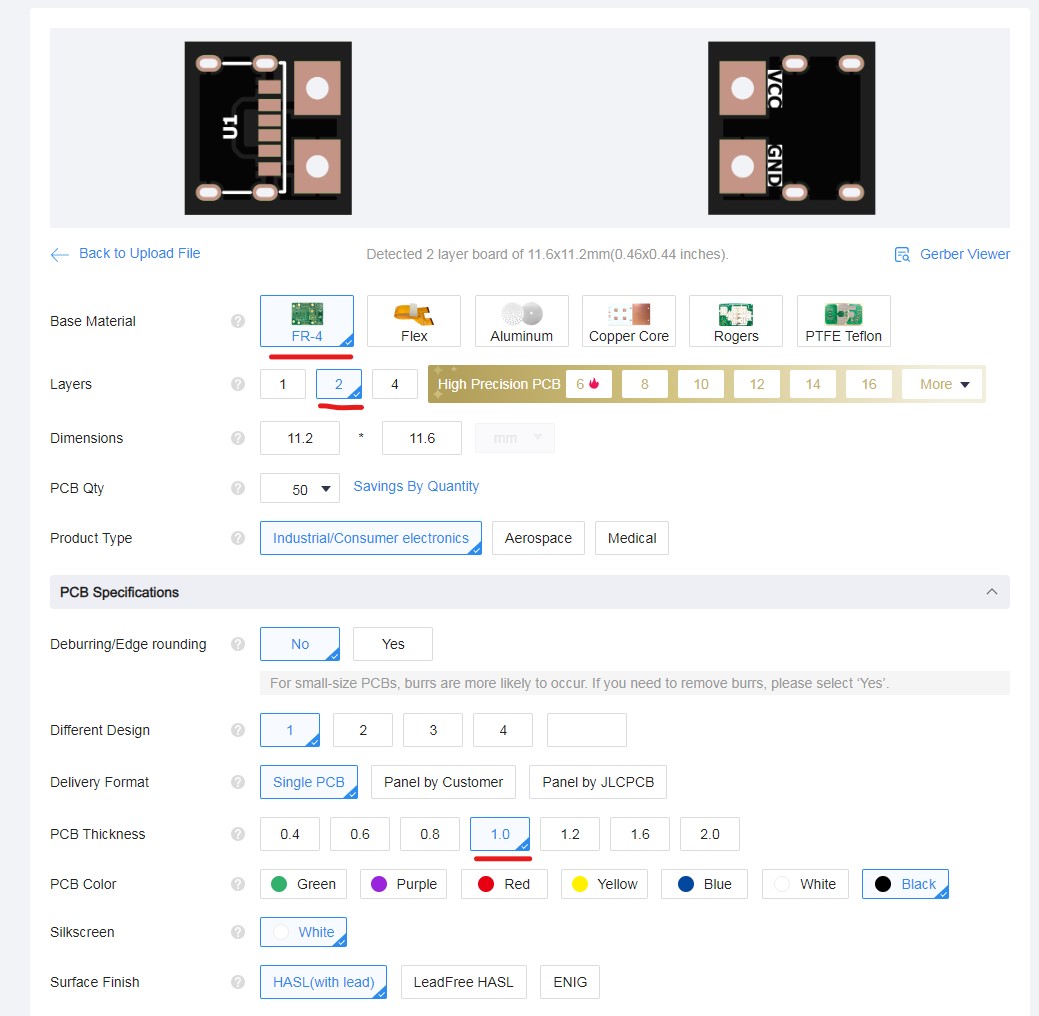 U1
VCC
GND
Back to Upload File
Detected 2 layer board of 11.6x11.2mm(0.46x0.44 inches).
Gerber Viewer
Base Material ? FR-4 Flex Aluminum Copper Core Rogers PTFE Teflon
Layers ? 1 2 4 High Precision PCB 6 8 10 12 14 16 More
Dimensions ? 11.2 * 11.6 mm
PCB Qty ? 50 Savings By Quantity
Product Type ? Industrial/Consumer electronics Aerospace Medical
PCB Specifications
Deburring/Edge rounding ? No Yes
For small-size PCBs, burrs are more likely to occur. If you need to remove burrs, please select ‘Yes’.
Different Design ? 1 2 3 4
Delivery Format ? Single PCB Panel by Customer Panel by JLCPCB
PCB Thickness ? 0.4 0.6 0.8 1.0 1.2 1.6 2.0
PCB Color ? Green Purple Red Yellow Blue White Black
Silkscreen ? White
Surface Finish ? HASL(with lead) LeadFree HASL ENIG